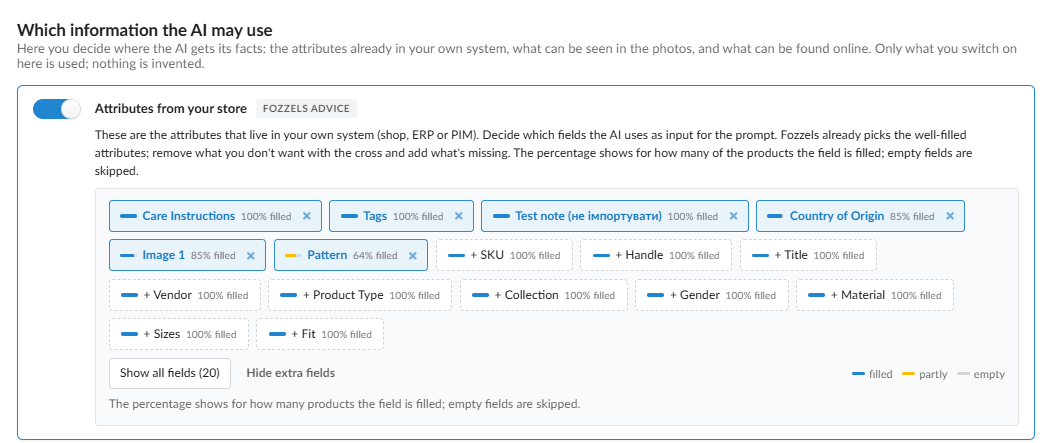 Which information the AI may use
Here you decide where the AI gets its facts: the attributes already in your own system, what can be seen in the photos, and what can be found online. Only what you switch on
here is used; nothing is invented.
Attributes from your store FOZZELS ADVICE
These are the attributes that live in your own system (shop, ERP or PIM). Decide which fields the AI uses as input for the prompt. Fozzels already picks the well-filled
attributes; remove what you don't want with the cross and add what's missing. The percentage shows for how many of the products the field is filled; empty fields are
skipped.
Care Instructions 100% filled × Tags 100% filled × Test note (не імпортувати) 100% filled × Country of Origin 85% filled ×
Image 1 85% filled × Pattern 64% filled × + SKU 100% filled + Handle 100% filled + Title 100% filled
+ Vendor 100% filled + Product Type 100% filled + Collection 100% filled + Gender 100% filled + Material 100% filled
+ Sizes 100% filled + Fit 100% filled
Show all fields (20) Hide extra fields filled partly empty
The percentage shows for how many products the field is filled; empty fields are skipped.